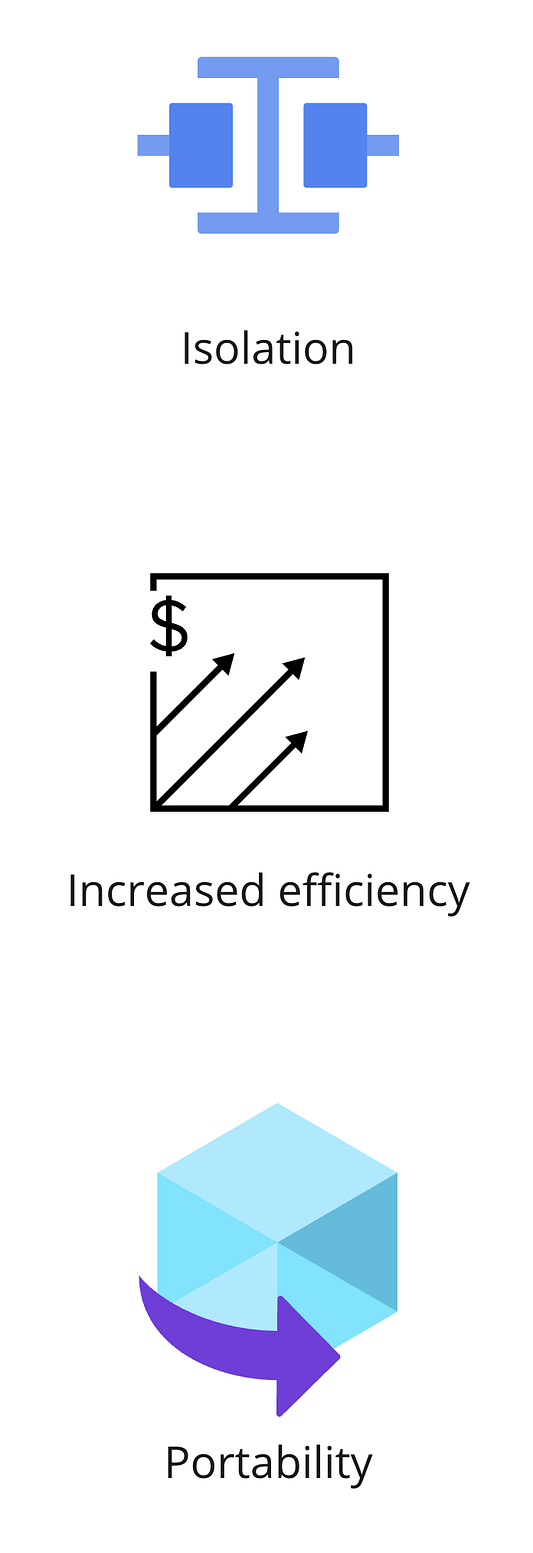 Isolation
$
Increased efficiency
Portability